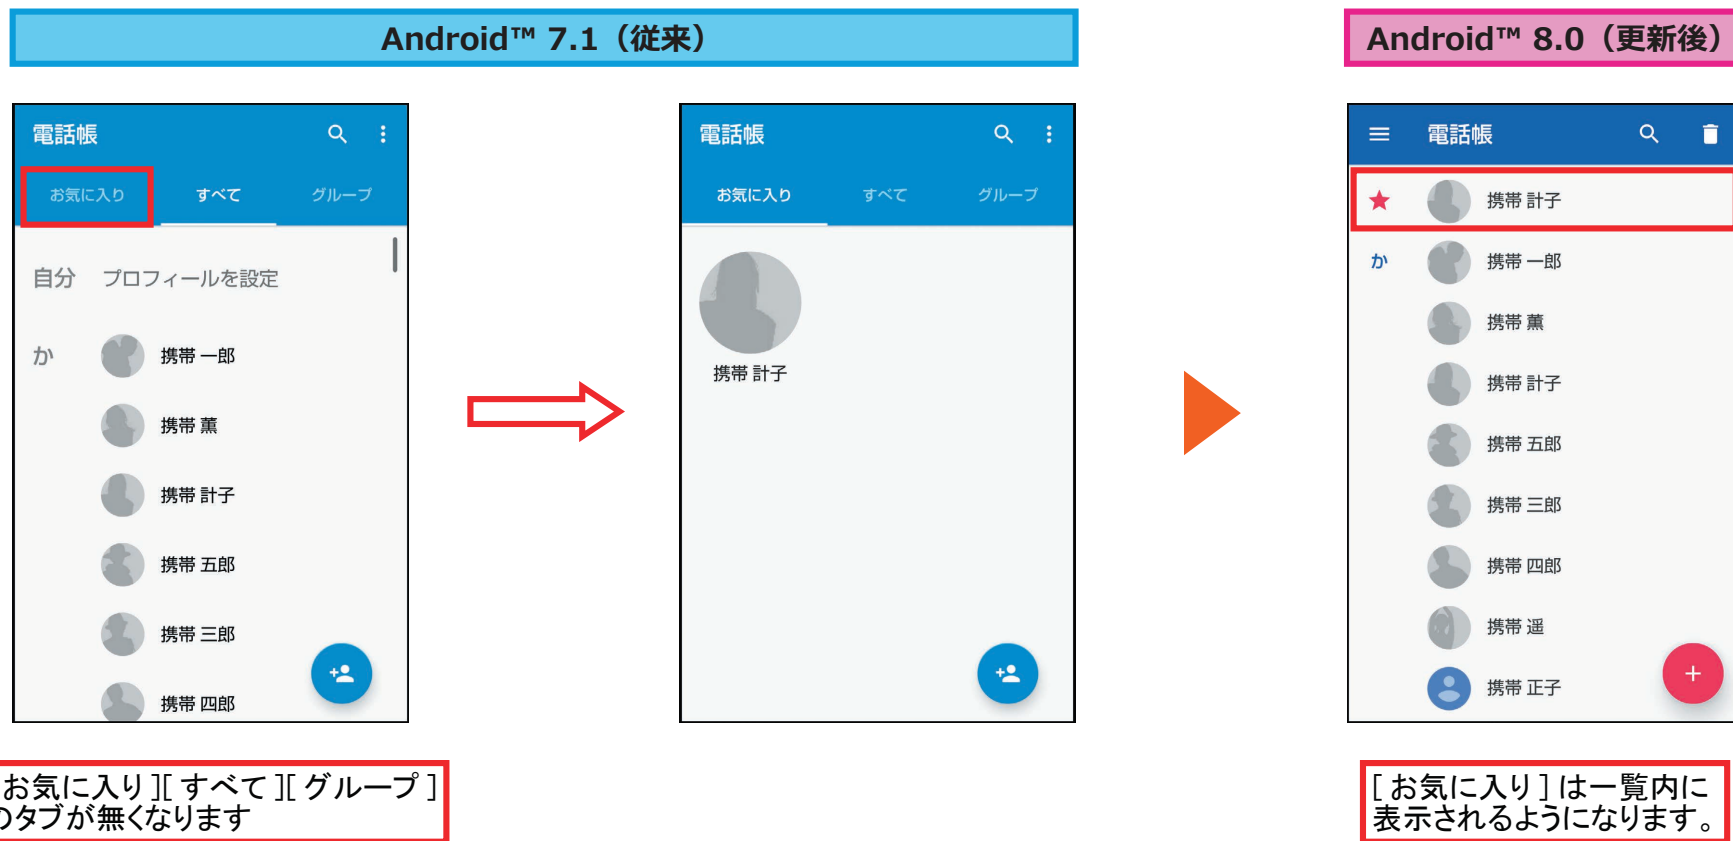 Android™ 7.1（従来）
Android™ 8.0（更新後）
電話帳
お気に入り すべて グループ
自分 プロフィールを設定
か 携帯 一郎
携帯 薫
携帯 計子
携帯 五郎
携帯 三郎
携帯 四郎
電話帳
お気に入り すべて グループ
携帯 計子
電話帳
携帯 計子
か 携帯 一郎
携帯 薫
携帯 計子
携帯 五郎
携帯 三郎
携帯 四郎
携帯 遥
携帯 正子
お気に入り][すべて][グループ]
のタブが無くなります
[お気に入り]は一覧内に
表示されるようになります。